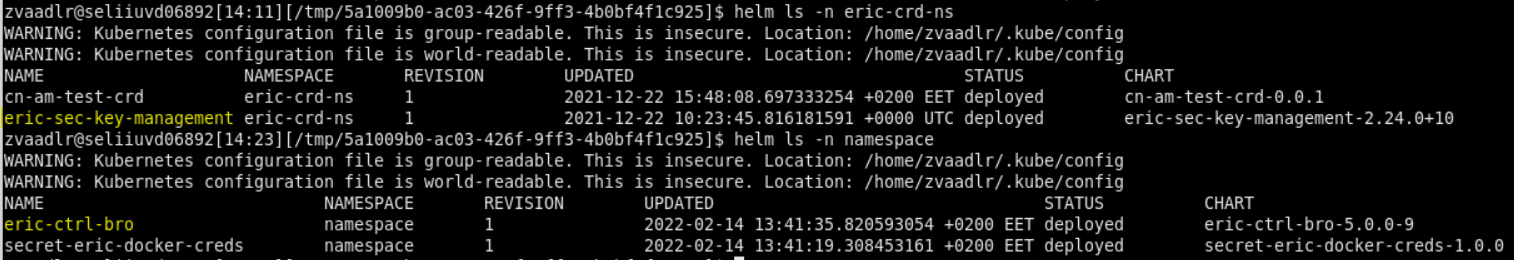 zvaadlr@seliiuvd06892[14:11][/tmp/5a1009b0-ac03-426f-9ff3-4b0bf4f1c925]$ helm ls -n eric-crd-ns
WARNING: Kubernetes configuration file is group-readable. This is insecure. Location: /home/zvaadlr/.kube/config
WARNING: Kubernetes configuration file is world-readable. This is insecure. Location: /home/zvaadlr/.kube/config
NAME NAMESPACE REVISION UPDATED STATUS CHART
cn-am-test-crd eric-crd-ns 1 2021-12-22 15:48:08.697333254 +0200 EET deployed cn-am-test-crd-0.0.1
eric-sec-key-management eric-crd-ns 1 2021-12-22 10:23:45.816181591 +0000 UTC deployed eric-sec-key-management-2.24.0+10
zvaadlr@seliiuvd06892[14:23][/tmp/5a1009b0-ac03-426f-9ff3-4b0bf4f1c925]$ helm ls -n namespace
WARNING: Kubernetes configuration file is group-readable. This is insecure. Location: /home/zvaadlr/.kube/config
WARNING: Kubernetes configuration file is world-readable. This is insecure. Location: /home/zvaadlr/.kube/config
NAME NAMESPACE REVISION UPDATED STATUS CHART
eric-ctrl-bro namespace 1 2022-02-14 13:41:35.820593054 +0200 EET deployed eric-ctrl-bro-5.0.0-9
secret-eric-docker-creds namespace 1 2022-02-14 13:41:19.308453161 +0200 EET deployed secret-eric-docker-creds-1.0.0